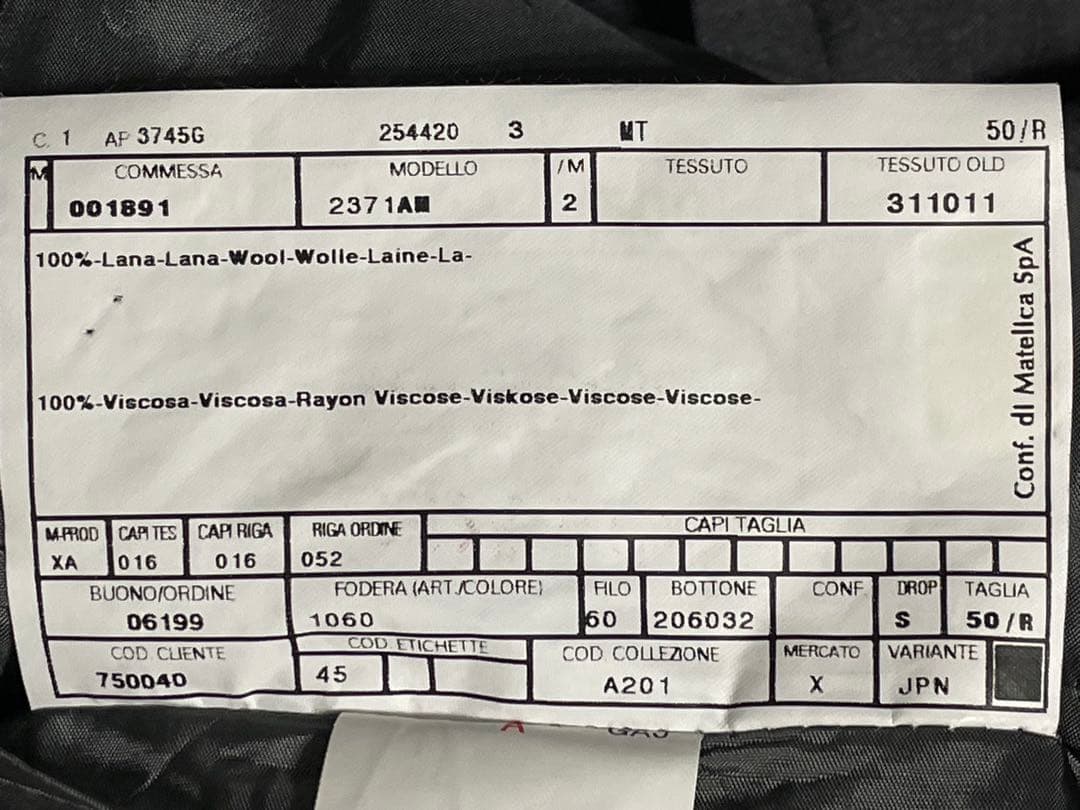 C. 1 AP 3745G 254420 3 MT 50/R
M COMMESSA MODELLO /M TESSUTO TESSUTO OLD
001891 2371AM 2 311011
100%-Lana-Lana-Wool-Wolle-Laine-La-
100%-Viscosa-Viscosa-Rayon Viscose-Viskose-Viscose-Viscose-
Conf. di Matelica SpA
M-PROD CAPI TES CAPI RIGA RIGA ORDINE CAPI TAGLIA
XA 016 016 052
BUONO/ORDINE FODERA (ART./COLORE) FILO BOTTONE CONF. DROP TAGLIA
06199 1060 60 206032 S 50/R
COD. CLIENTE COD. ETICHETTE COD. COLLEZIONE MERCATO VARIANTE
750040 45 A201 X JPN